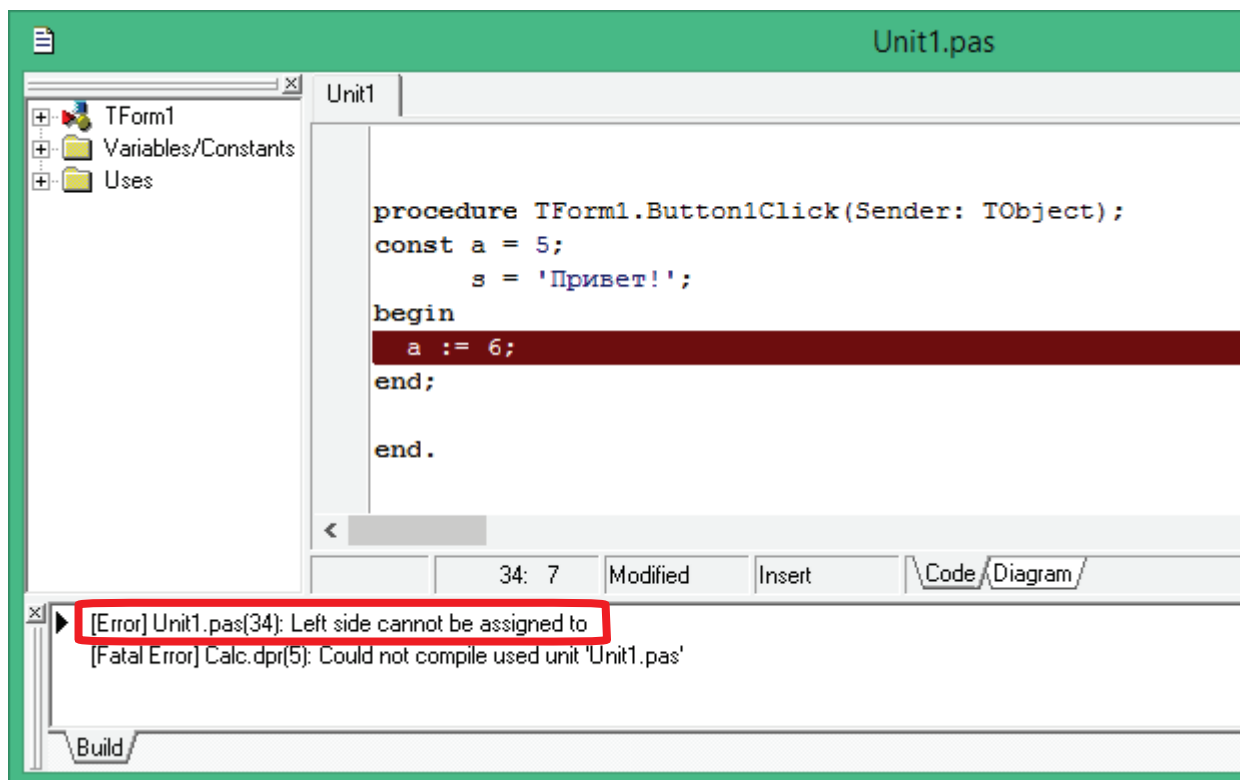 Unit1.pas
TForm1
Variables/Constants
Uses
Unit1
procedure TForm1.Button1Click(Sender: TObject);
const a = 5;
s = 'Привет!';
begin
a := 6;
end;
end.
34: 7 Modified Insert Code Diagram
[Error] Unit1.pas(34): Left side cannot be assigned to
[Fatal Error] Calc.dpr(5): Could not compile used unit 'Unit1.pas'
Build